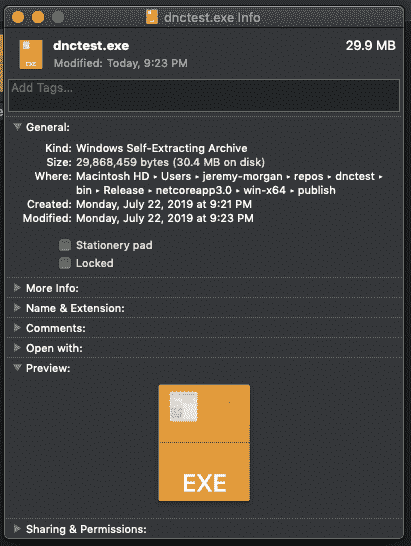 dnctest.exe Info
EXE
dnctest.exe
29.9 MB
Modified: Today, 9:23 PM
Add Tags...
General:
Kind: Windows Self-Extracting Archive
Size: 29,868,459 bytes (30.4 MB on disk)
Where: Macintosh HD ▸ Users ▸ jeremy-morgan ▸ repos ▸ dnctest ▸
bin ▸ Release ▸ netcoreapp3.0 ▸ win-x64 ▸ publish
Created: Monday, July 22, 2019 at 9:21 PM
Modified: Monday, July 22, 2019 at 9:23 PM
Stationery pad
Locked
More Info:
Name & Extension:
Comments:
Open with:
Preview:
EXE
Sharing & Permissions: